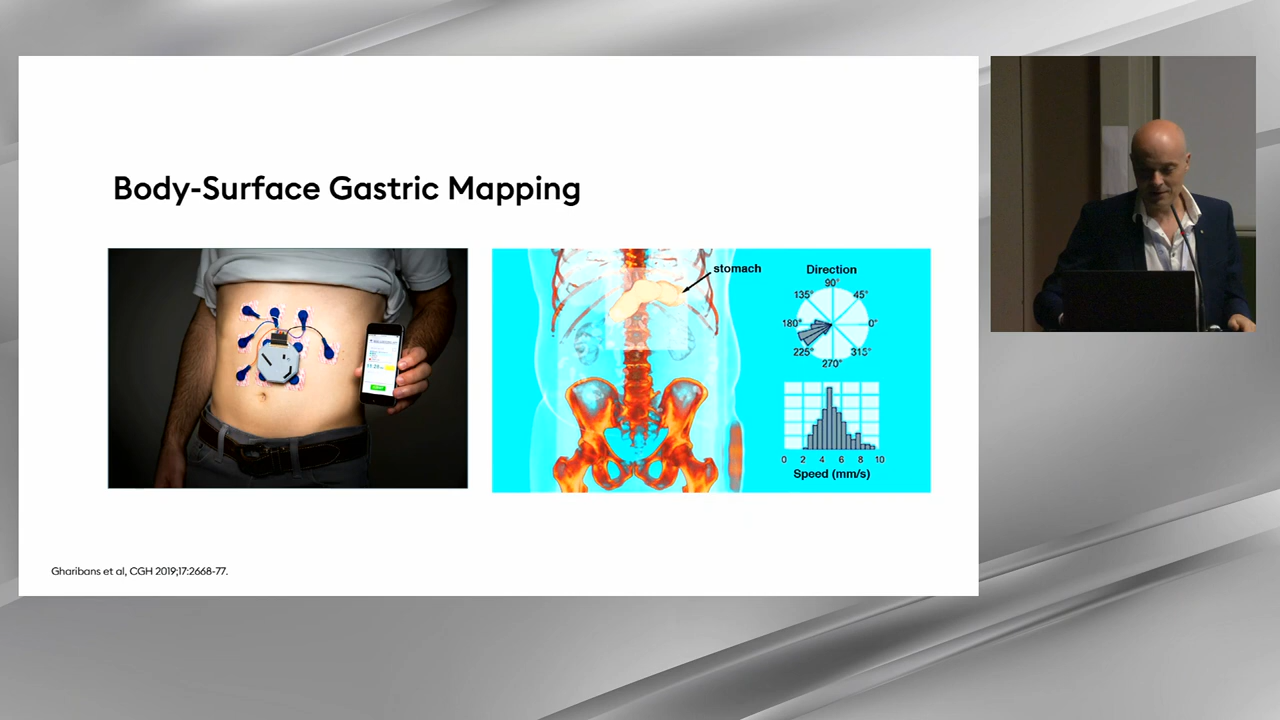 Body-Surface Gastric Mapping
stomach
Direction
90°
135°
45°
180°
0°
225°
315°
270°
0 2 4 6 8 10
Speed (mm/s)
Gharibans et al, CGH 2019;17:2668-77.